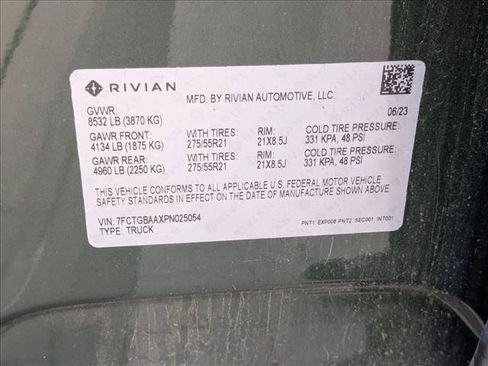 RIVIAN
MFD. BY RIVIAN AUTOMOTIVE, LLC
GVWR: 06/23
8532 LB (3870 KG)
GAWR FRONT: WITH TIRES: RIM: COLD TIRE PRESSURE:
4134 LB (1875 KG) 275/55R21 21X8.5J 331 KPA, 48 PSI
GAWR REAR: WITH TIRES: RIM: COLD TIRE PRESSURE:
4960 LB (2250 KG) 275/55R21 21X8.5J 331 KPA, 48 PSI
THIS VEHICLE CONFORMS TO ALL APPLICABLE U.S. FEDERAL MOTOR VEHICLE
SAFETY STANDARDS IN EFFECT ON THE DATE OF MANUFACTURE SHOWN ABOVE.
VIN: 7FCTGBAAXPN025054
TYPE: TRUCK
PNT1: EXP008 PNT2: SEC001 INT001